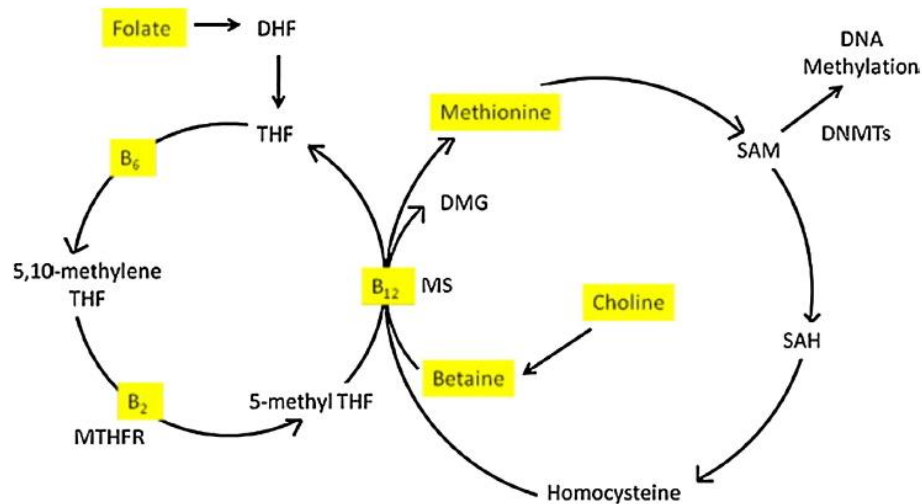 Folate
DHF
DNA
Methylation
Methionine
DNMTs
THF
SAM
B₆
DMG
5,10-methylene
THF
B₁₂
MS
Choline
SAH
Betaine
B₂
5-methyl THF
MTHFR
Homocysteine